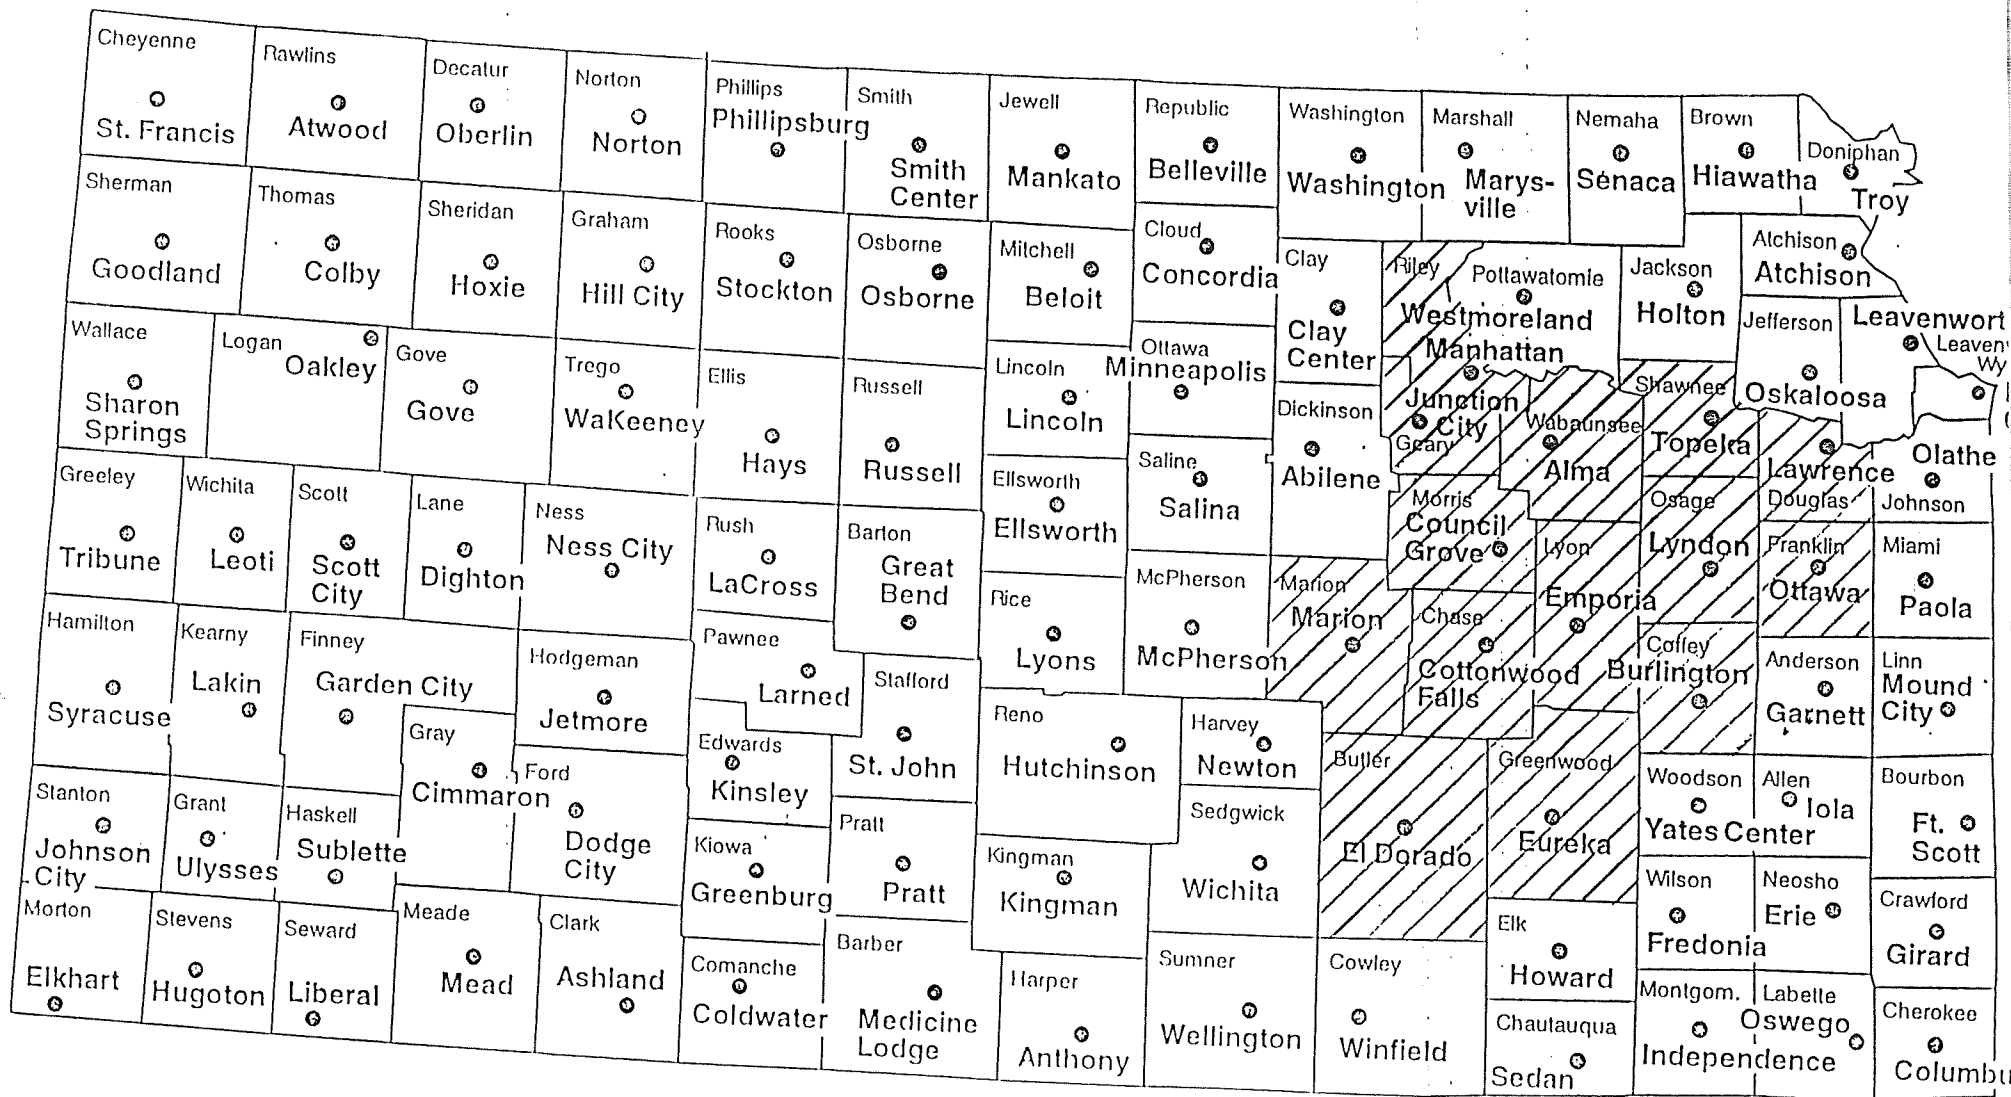 Cheyenne
St. Francis
Rawlins
Atwood
Decatur
Oberlin
Norton
Norton
Phillips
Phillipsburg
Smith
Smith
Center
Jewell
Mankato
Republic
Belleville
Washington
Washington
Marshall
Marys-
ville
Nemaha
Senaca
Brown
Hiawatha
Doniphan
Troy
Sherman
Goodland
Thomas
Colby
Sheridan
Hoxie
Graham
Hill City
Rooks
Stockton
Osborne
Osborne
Mitchell
Beloit
Cloud
Concordia
Clay
Clay
Center
Riley
Manhattan
Pottawatomie
Westmoreland
Jackson
Holton
Atchison
Atchison
Jefferson
Oskaloosa
Leavenwort
Leaven
Wy
Wallace
Sharon
Springs
Logan
Oakley
Gove
Gove
Trego
WaKeeney
Ellis
Hays
Russell
Russell
Lincoln
Lincoln
Ottawa
Minneapolis
Dickinson
Abilene
Junction
City
Geary
Wabaunsee
Alma
Shawnee
Topeka
Lawrence
Douglas
Olathe
Johnson
Greeley
Tribune
Wichita
Leoti
Scott
Scott
City
Lane
Dighton
Ness
Ness City
Rush
LaCross
Barton
Great
Bend
Ellsworth
Ellsworth
Saline
Salina
Morris
Council
Grove
Lyon
Emporia
Osage
Lyndon
Franklin
Ottawa
Miami
Paola
Hamilton
Syracuse
Kearny
Lakin
Finney
Garden City
Hodgeman
Jetmore
Pawnee
Larned
Stafford
St. John
Rice
Lyons
McPherson
McPherson
Marion
Marion
Chase
Cottonwood
Falls
Coffey
Burlington
Anderson
Garnett
Linn
Mound
City
Gray
Cimmaron
Ford
Dodge
City
Edwards
Kinsley
Reno
Hutchinson
Harvey
Newton
Butler
El Dorado
Greenwood
Eureka
Woodson
Yates Center
Allen
Iola
Bourbon
Ft.
Scott
Stanton
Johnson
City
Grant
Ulysses
Haskell
Sublette
Kiowa
Greenburg
Pratt
Pratt
Kingman
Kingman
Sedgwick
Wichita
Wilson
Fredonia
Neosho
Erie
Crawford
Girard
Morton
Elkhart
Stevens
Hugoton
Seward
Liberal
Meade
Mead
Clark
Ashland
Comanche
Coldwater
Barber
Medicine
Lodge
Harper
Anthony
Sumner
Wellington
Cowley
Winfield
Elk
Howard
Chautauqua
Sedan
Montgom.
Independence
Labette
Oswego
Cherokee
Columbu